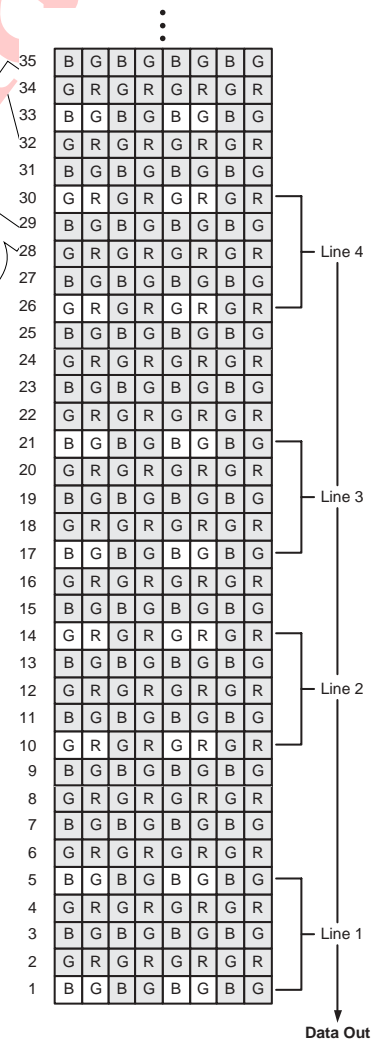 35 B G B G B G B G
34 G R G R G R G R
33 B G B G B G B G
32 G R G R G R G R
31 B G B G B G B G
30 G R G R G R G R
29 B G B G B G B G
28 G R G R G R G R Line 4
27 B G B G B G B G
26 G R G R G R G R
25 B G B G B G B G
24 G R G R G R G R
23 B G B G B G B G
22 G R G R G R G R
21 B G B G B G B G
20 G R G R G R G R
19 B G B G B G B G Line 3
18 G R G R G R G R
17 B G B G B G B G
16 G R G R G R G R
15 B G B G B G B G
14 G R G R G R G R
13 B G B G B G B G
12 G R G R G R G R Line 2
11 B G B G B G B G
10 G R G R G R G R
9 B G B G B G B G
8 G R G R G R G R
7 B G B G B G B G
6 G R G R G R G R
5 B G B G B G B G
4 G R G R G R G R
3 B G B G B G B G Line 1
2 G R G R G R G R
1 B G B G B G B G
Data Out